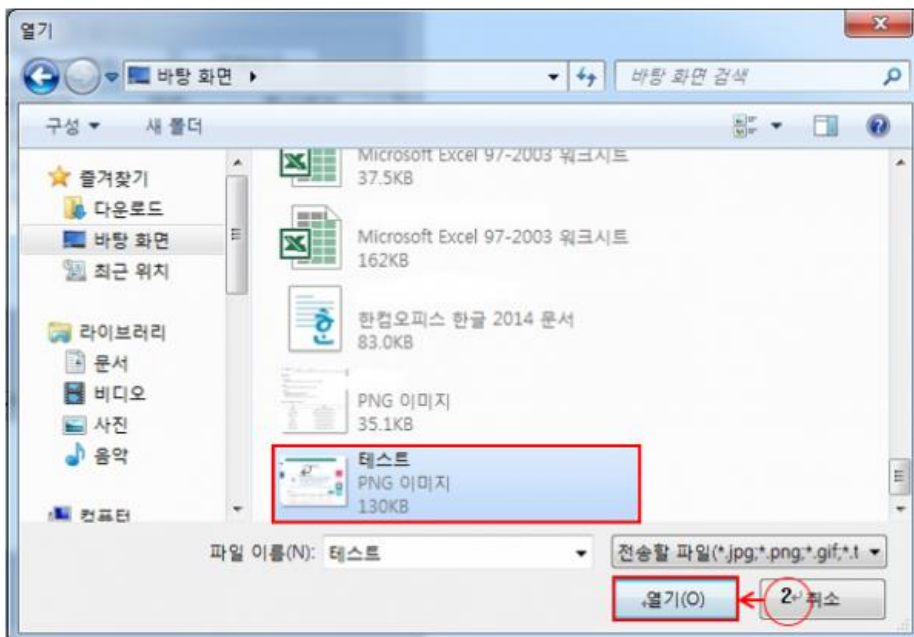 열기
바탕 화면
바탕 화면 검색
구성 새 폴더
즐겨찾기
다운로드
바탕 화면
최근 위치
라이브러리
문서
비디오
사진
음악
컴퓨터
Microsoft Excel 97-2003 워크시트
37.5KB
Microsoft Excel 97-2003 워크시트
162KB
한컴오피스 한글 2014 문서
83.0KB
PNG 이미지
35.1KB
테스트
PNG 이미지
130KB
파일 이름(N): 테스트 전송할 파일(*.jpg;*.png;*.gif;*.t
열기(O) 2 취소